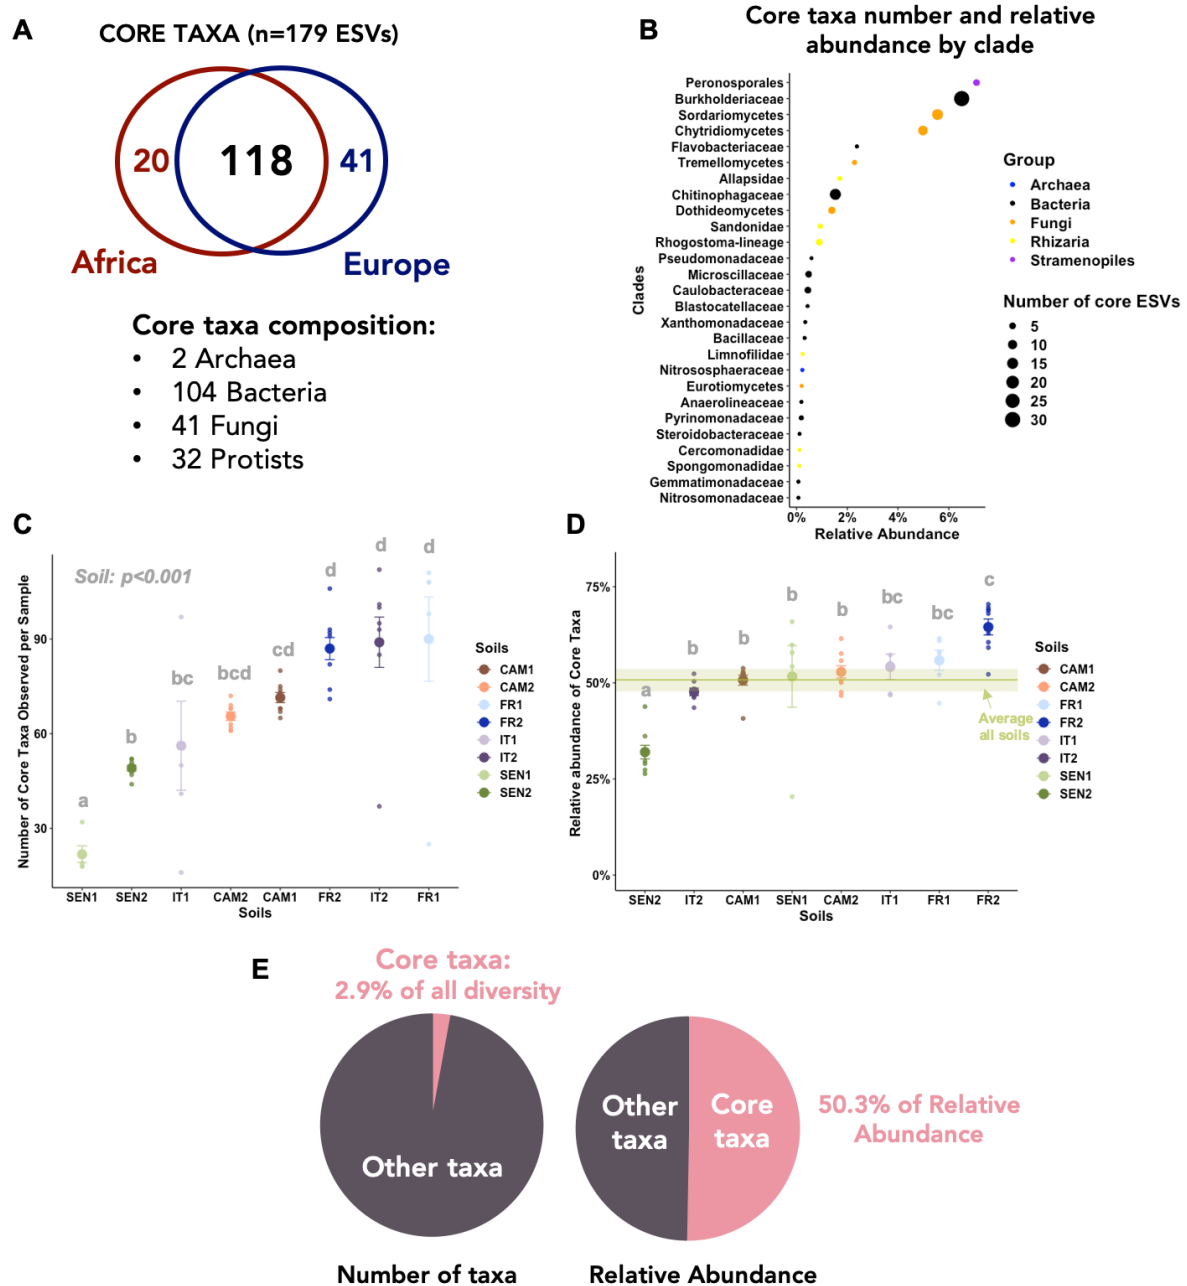 A
CORE TAXA (n=179 ESVs)
20
118
41
Africa
Europe
Core taxa composition:
• 2 Archaea
• 104 Bacteria
• 41 Fungi
• 32 Protists
B
Core taxa number and relative
abundance by clade
Clades
Peronosporales
Burkholderiaceae
Sordariomycetes
Chytridiomycetes
Flavobacteriaceae
Tremellomycetes
Allapsidae
Chitinophagaceae
Dothideomycetes
Sandonidae
Rhogostoma-lineage
Pseudomonadaceae
Microscillaceae
Caulobacteraceae
Blastocatellaceae
Xanthomonadaceae
Bacillaceae
Limnofilidae
Nitrososphaeraceae
Eurotiomycetes
Anaerolineaceae
Pyrinomonadaceae
Steroidobacteraceae
Cercomonadidae
Spongomonadidae
Gemmatimonadaceae
Nitrosomonadaceae
0% 2% 4% 6%
Relative Abundance
Group
Archaea
Bacteria
Fungi
Rhizaria
Stramenopiles
Number of core ESVs
5
10
15
20
25
30
C
Number of Core Taxa Observed per Sample
Soil: p<0.001
90
60
30
a
b
bc
bcd
cd
d
d
d
SEN1 SEN2 IT1 CAM2 CAM1 FR2 IT2 FR1
Soils
Soils
CAM1
CAM2
FR1
FR2
IT1
IT2
SEN1
SEN2
D
Relative abundance of Core Taxa
75%
50%
25%
0%
a
b
b
b
b
bc
bc
c
Average
all soils
SEN2 IT2 CAM1 SEN1 CAM2 IT1 FR1 FR2
Soils
Soils
CAM1
CAM2
FR1
FR2
IT1
IT2
SEN1
SEN2
E
Core taxa:
2.9% of all diversity
Other taxa
Number of taxa
Other
taxa
Core
taxa
50.3% of Relative
Abundance
Relative Abundance